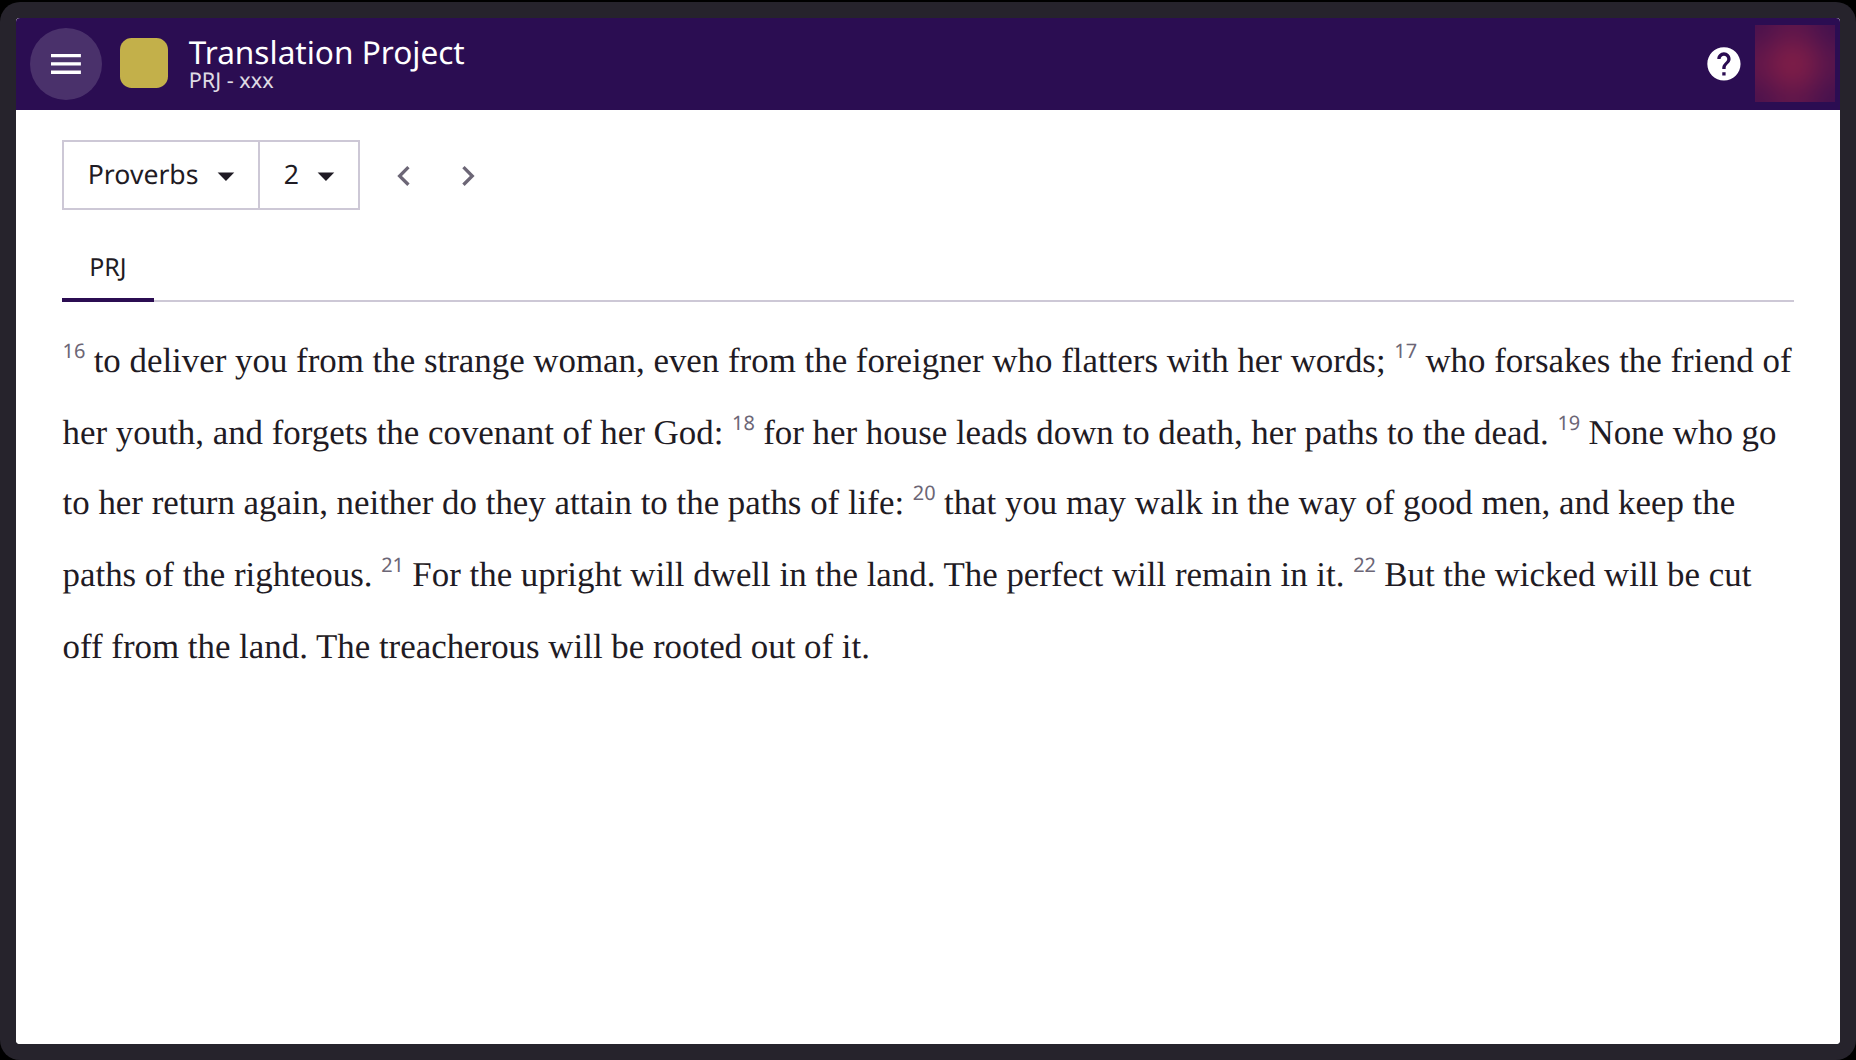 Translation Project
PRJ - xxx
Proverbs 2
PRJ
16 to deliver you from the strange woman, even from the foreigner who flatters with her words; 17 who forsakes the friend of
her youth, and forgets the covenant of her God: 18 for her house leads down to death, her paths to the dead. 19 None who go
to her return again, neither do they attain to the paths of life: 20 that you may walk in the way of good men, and keep the
paths of the righteous. 21 For the upright will dwell in the land. The perfect will remain in it. 22 But the wicked will be cut
off from the land. The treacherous will be rooted out of it.